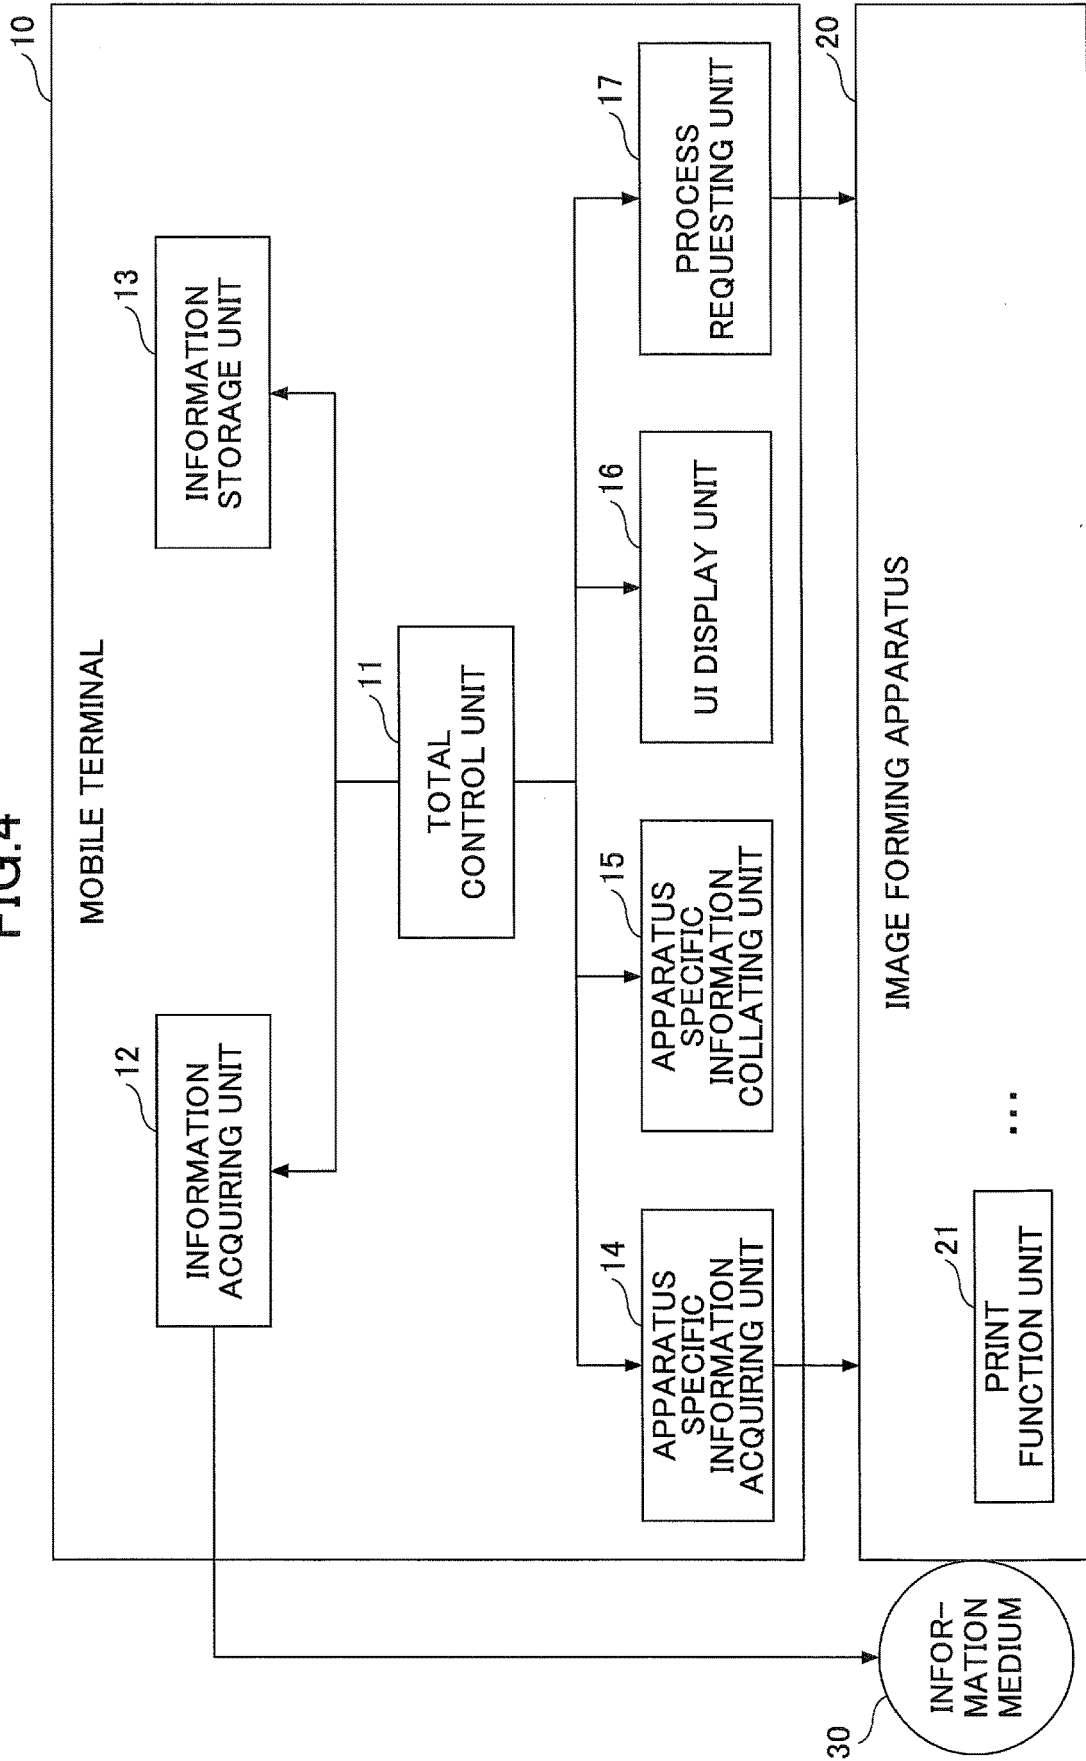 FIG.4
10
MOBILE TERMINAL
12
INFORMATION
ACQUIRING UNIT
13
INFORMATION
STORAGE UNIT
11
TOTAL
CONTROL UNIT
14
APPARATUS
SPECIFIC
INFORMATION
ACQUIRING UNIT
15
APPARATUS
SPECIFIC
INFORMATION
COLLATING UNIT
16
UI DISPLAY UNIT
17
PROCESS
REQUESTING UNIT
20
IMAGE FORMING APPARATUS
21
PRINT
FUNCTION UNIT
...
30
INFOR-
MATION
MEDIUM